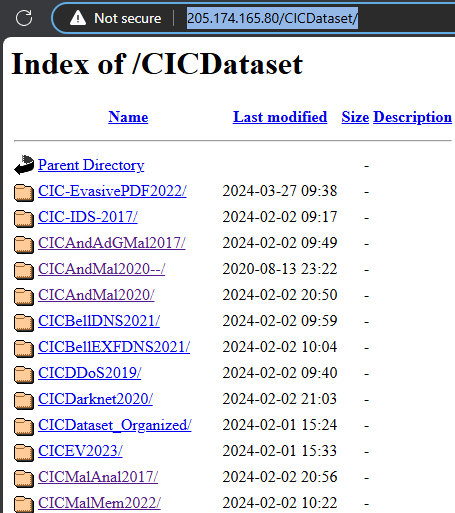 Not secure 205.174.165.80/CICDataset/
Index of /CICDataset
Name Last modified Size Description
Parent Directory -
CIC-EvasivePDF2022/ 2024-03-27 09:38 -
CIC-IDS-2017/ 2024-02-02 09:17 -
CICAndAdGMal2017/ 2024-02-02 09:49 -
CICAndMal2020--/ 2020-08-13 23:22 -
CICAndMal2020/ 2024-02-02 20:50 -
CICBellDNS2021/ 2024-02-02 09:59 -
CICBellEXFDNS2021/ 2024-02-02 10:04 -
CICDDoS2019/ 2024-02-02 09:40 -
CICDarknet2020/ 2024-02-02 21:03 -
CICDataset_Organized/ 2024-02-01 15:24 -
CICEV2023/ 2024-02-01 15:33 -
CICMalAnal2017/ 2024-02-02 20:56 -
CICMalMem2022/ 2024-02-02 10:22 -